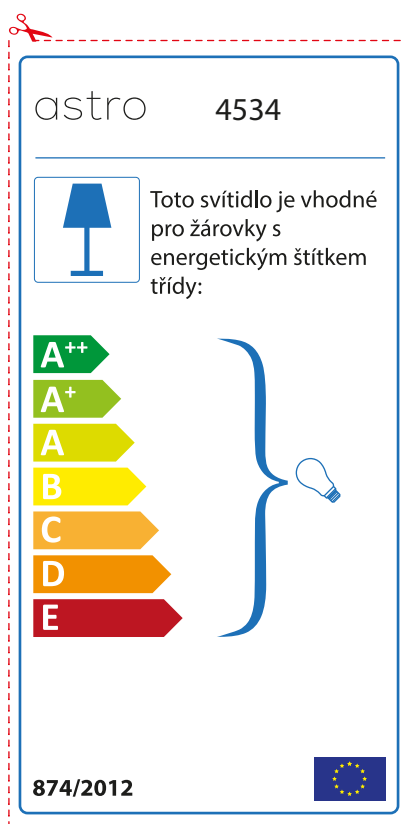 astro 4534
Toto svítidlo je vhodné
pro žárovky s
energetickým štítkem
třídy:
A++
A+
A
B
C
D
E
874/2012